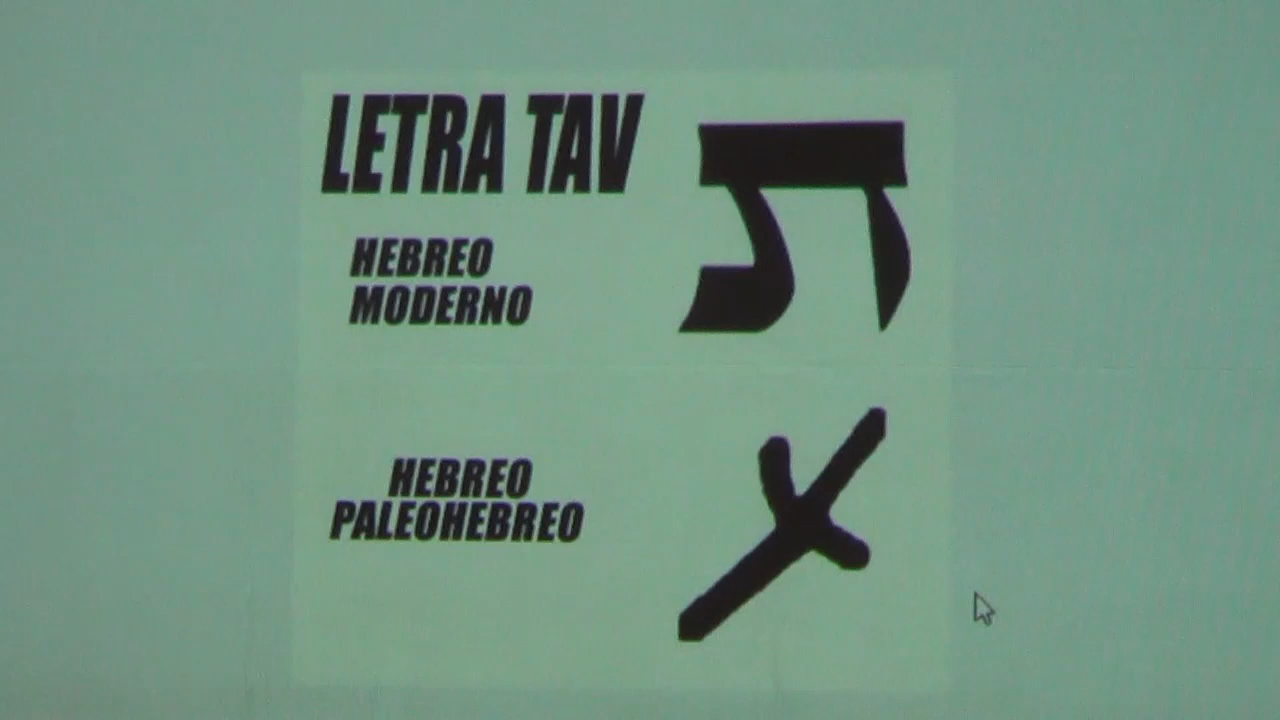 LETRA TAV
ת
HEBREO
MODERNO
HEBREO
PALEOHEBREO
𐤕